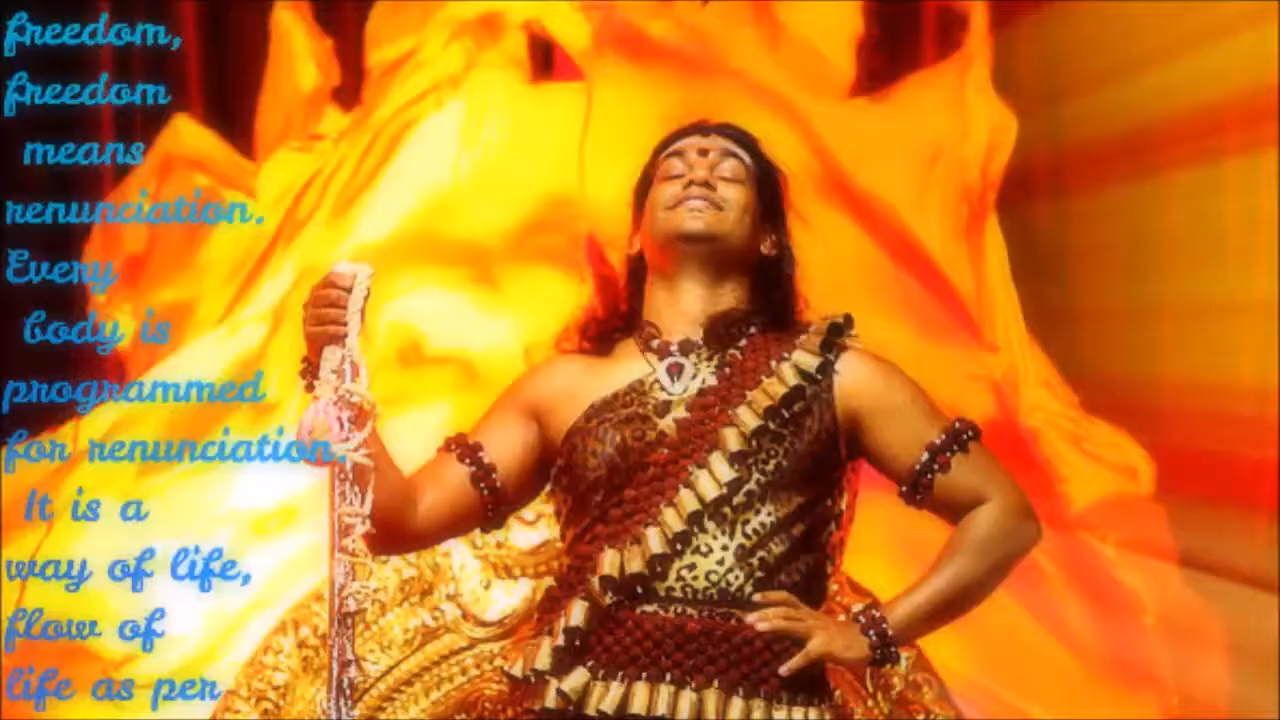 freedom,
freedom
means
renunciation.
Every
body is
programmed
for renunciation.
It is a
way of life,
flow of
life as per